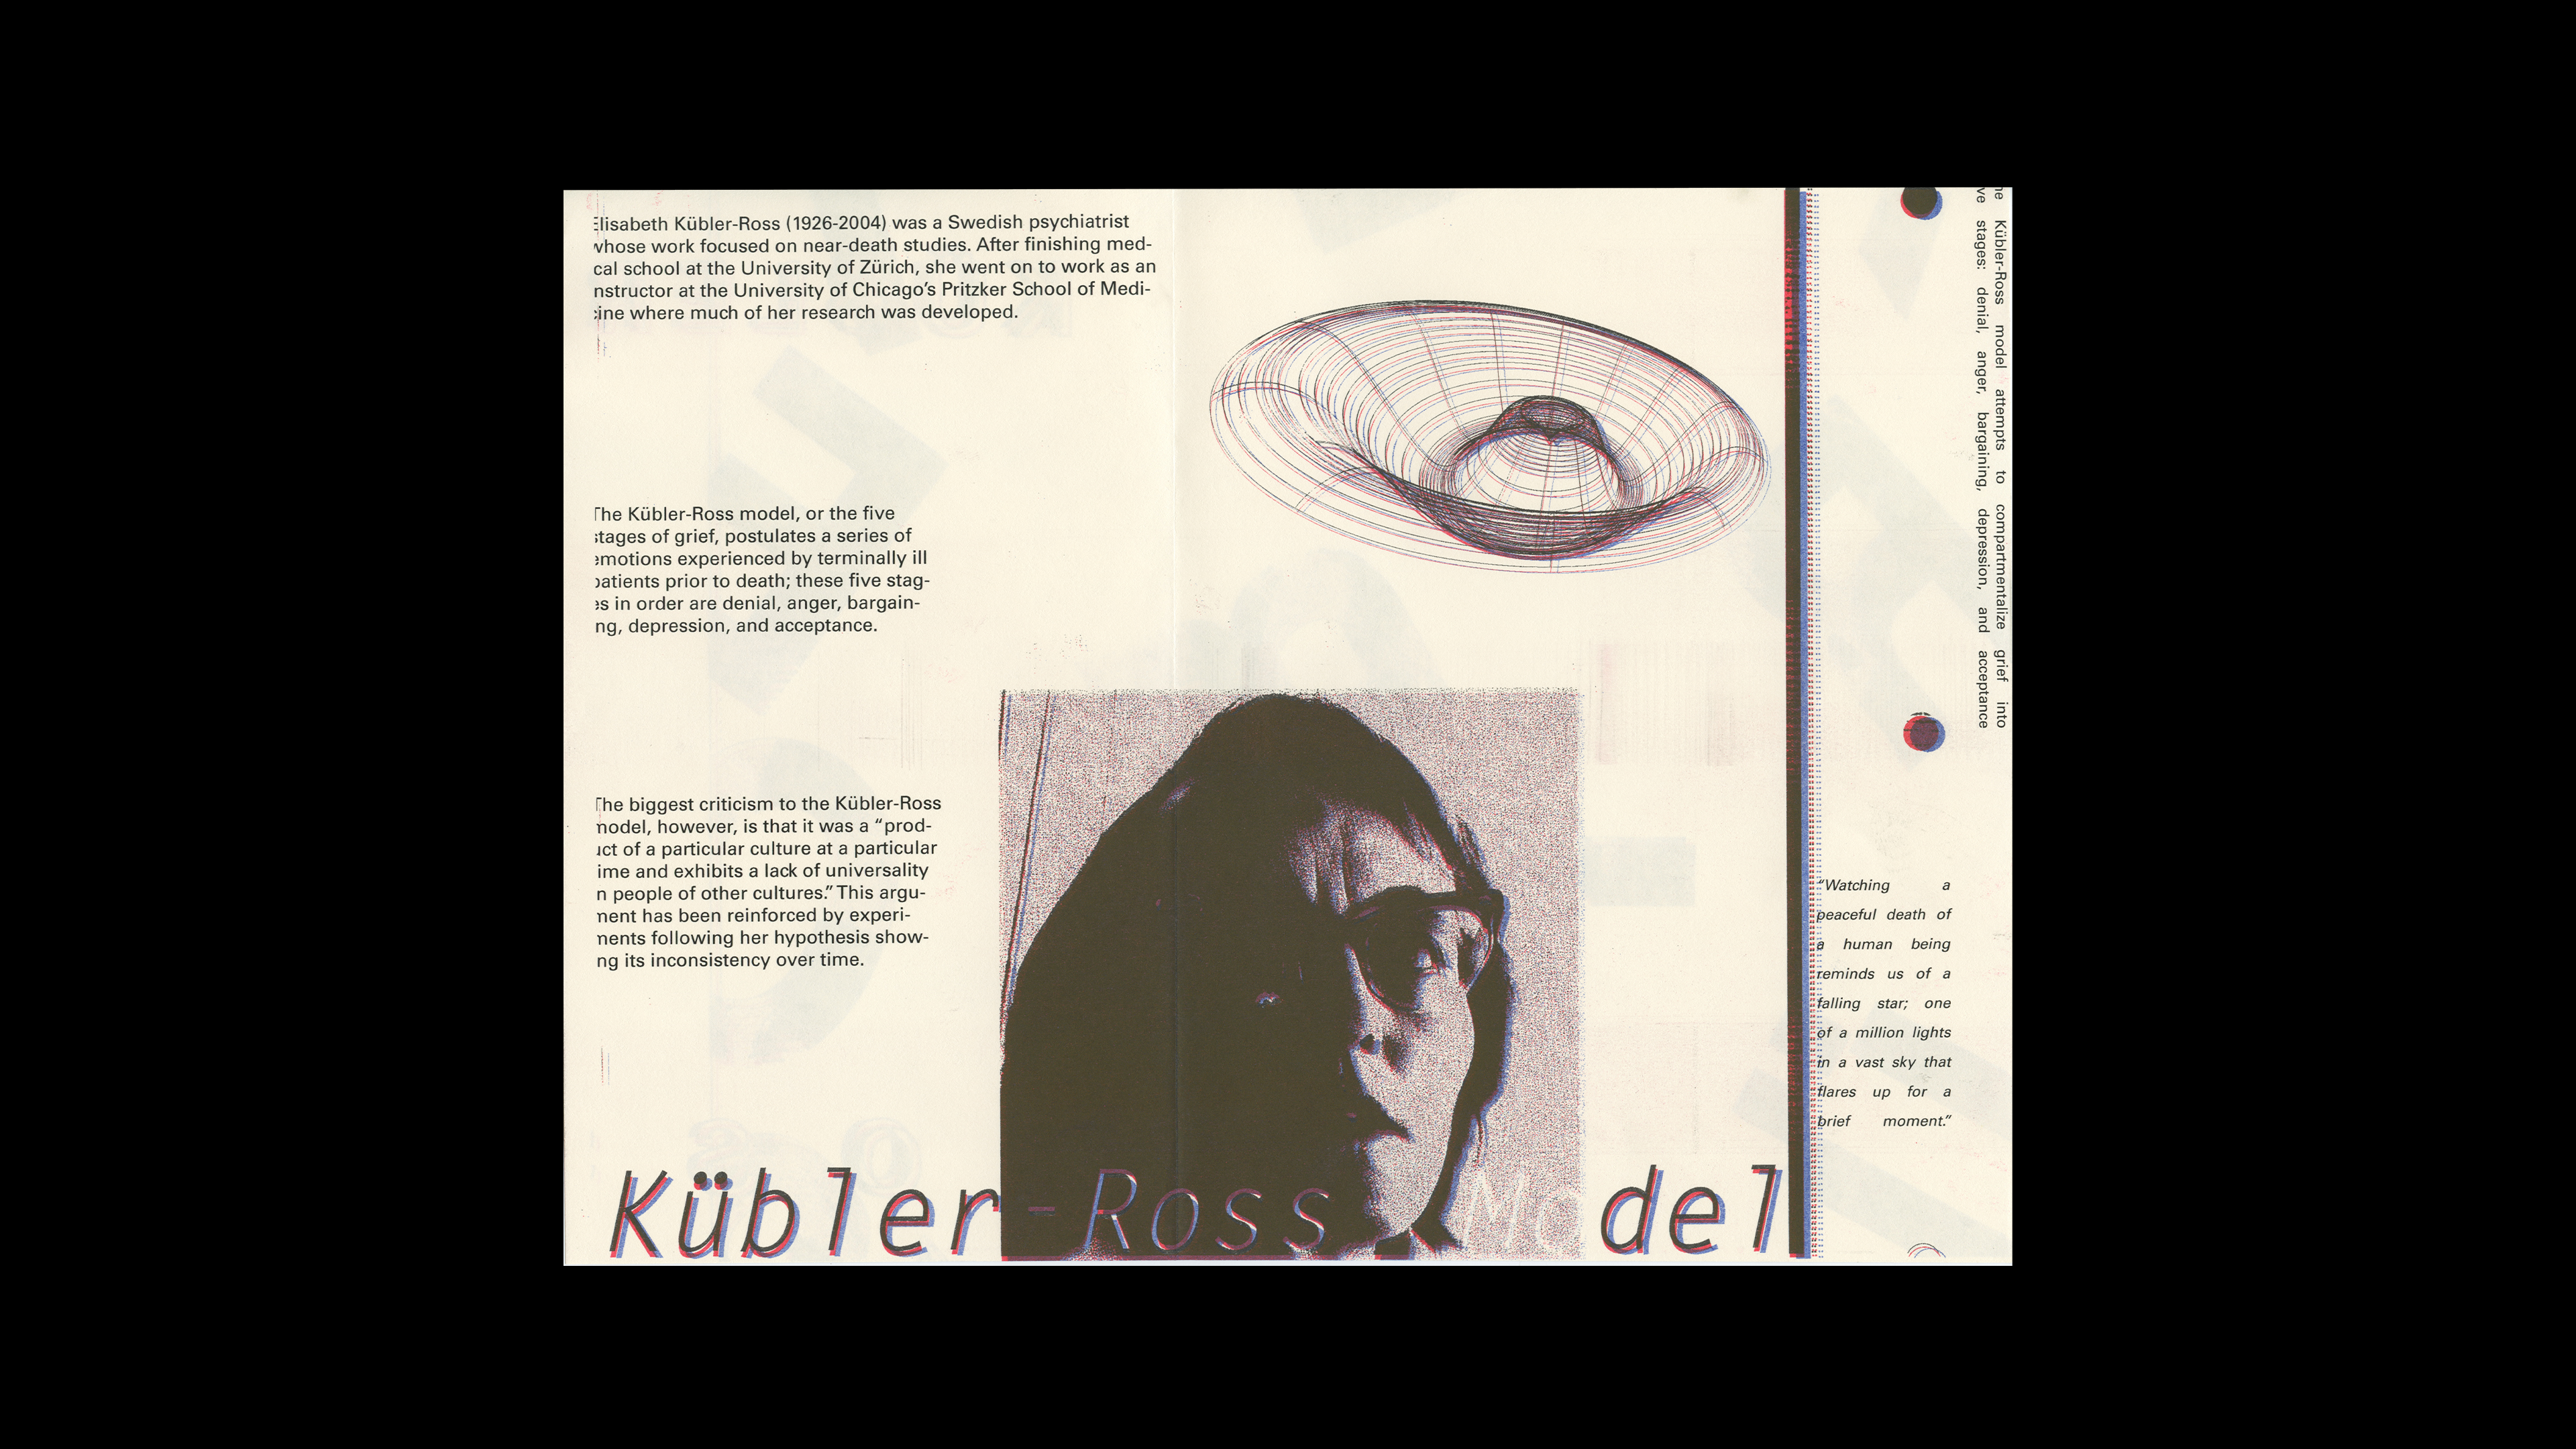 Elisabeth Kübler-Ross (1926-2004) was a Swedish psychiatrist
whose work focused on near-death studies. After finishing med-
cal school at the University of Zürich, she went on to work as an
nstructor at the University of Chicago’s Pritzker School of Medi-
cine where much of her research was developed.
The Kübler-Ross model, or the five
stages of grief, postulates a series of
emotions experienced by terminally ill
patients prior to death; these five stag-
es in order are denial, anger, bargain-
ng, depression, and acceptance.
The biggest criticism to the Kübler-Ross
model, however, is that it was a “prod-
uct of a particular culture at a particular
ime and exhibits a lack of universality
n people of other cultures.” This argu-
ment has been reinforced by experi-
ments following her hypothesis show-
ng its inconsistency over time.
Kübler-Ross Model
he Kübler-Ross model attempts to compartmentalize grief into
ve stages: denial, anger, bargaining, depression, and acceptance
“Watching a
peaceful death of
a human being
reminds us of a
falling star; one
of a million lights
in a vast sky that
flares up for a
brief moment.”